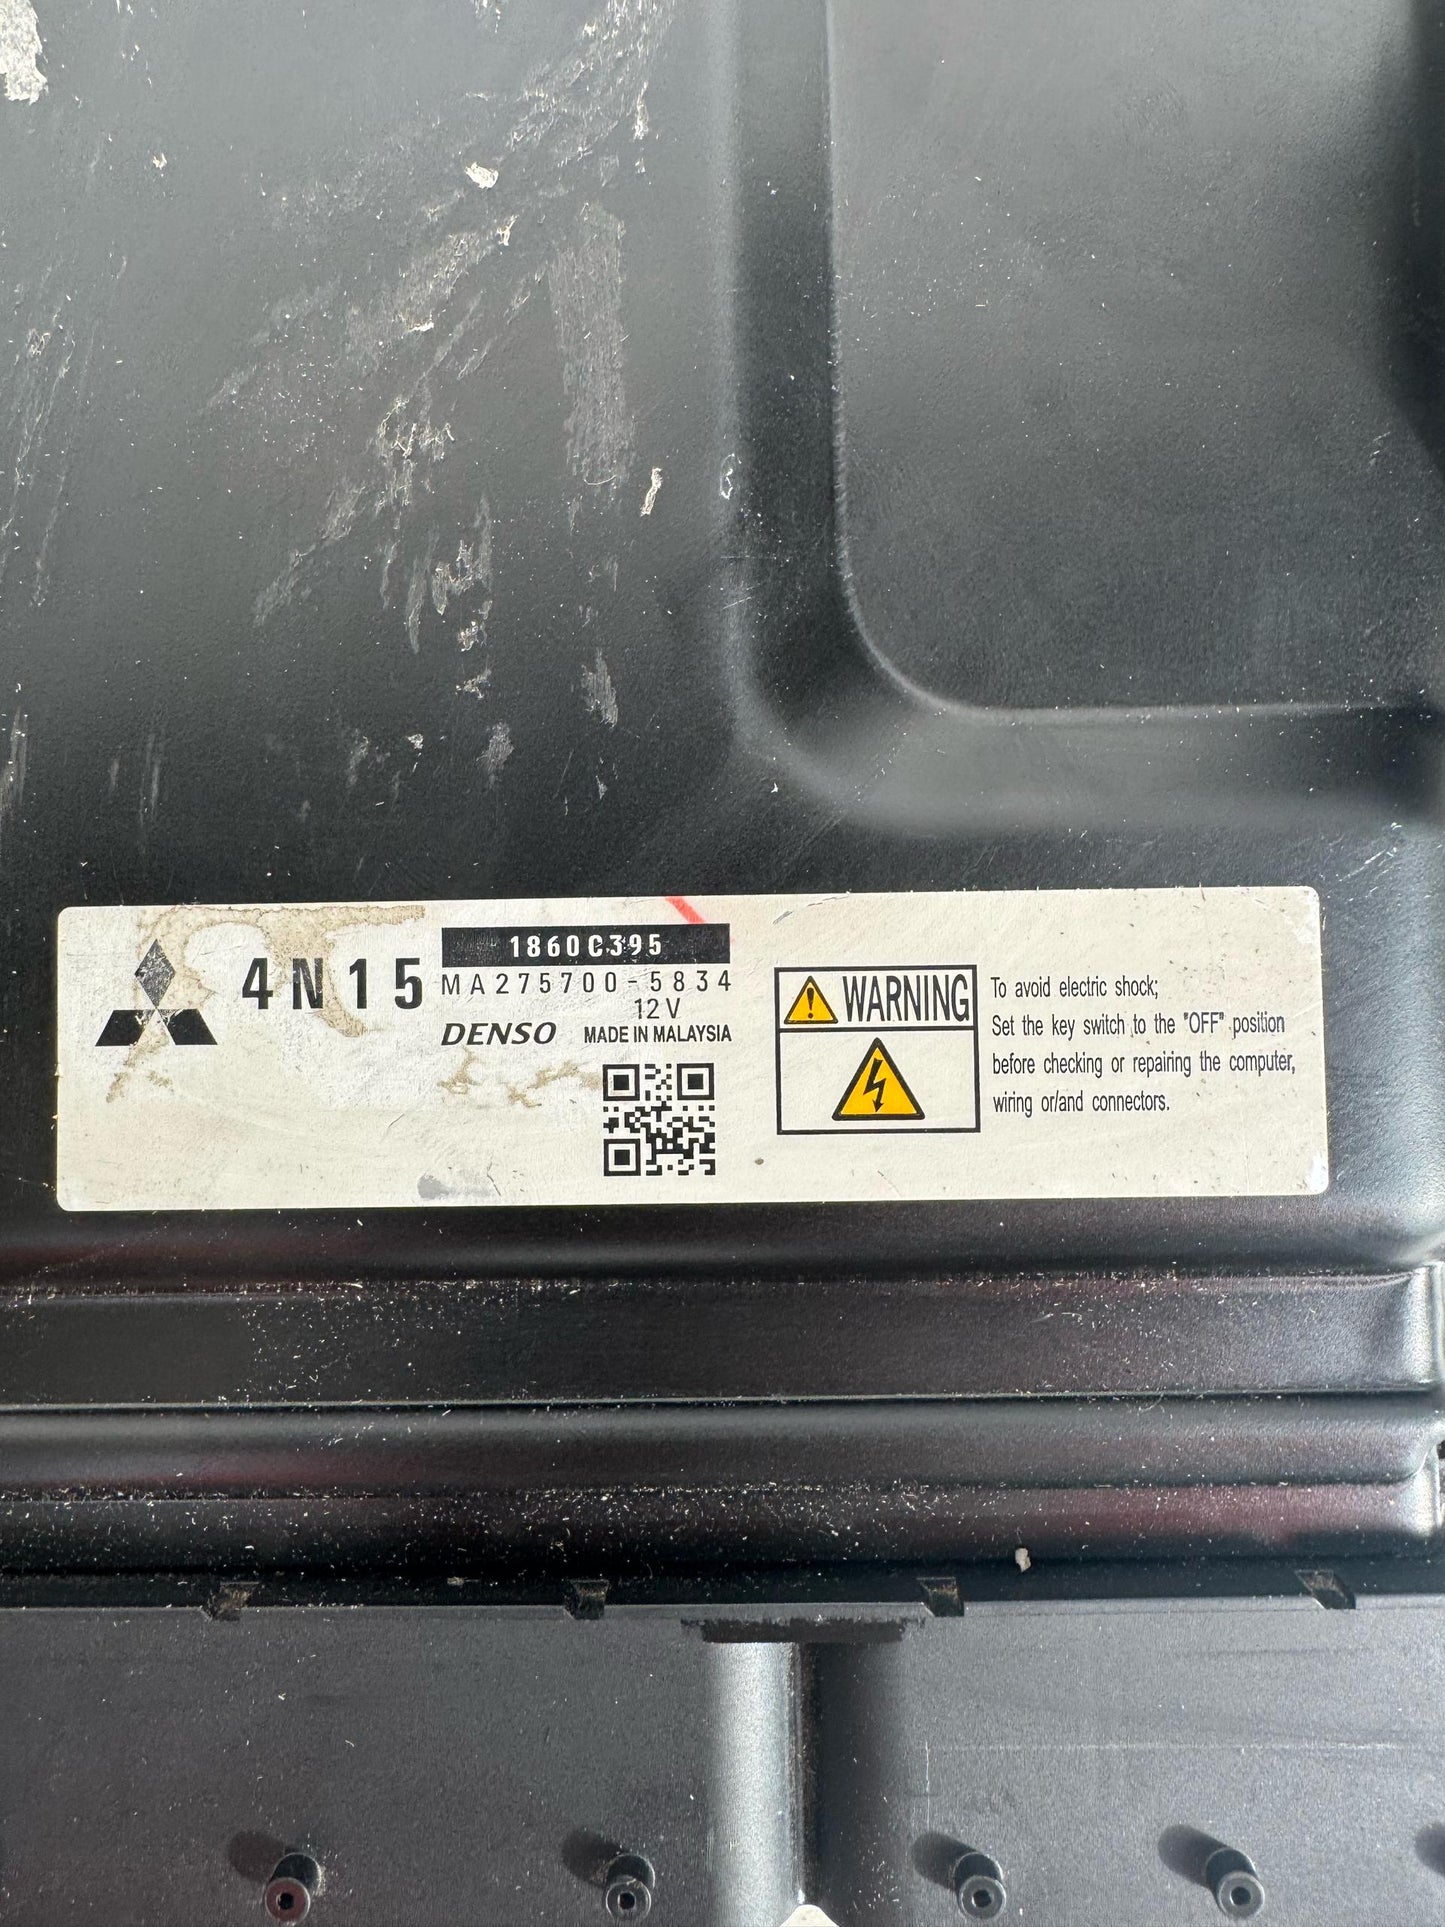 4N15
1860C395
MA275700-5834
12V
DENSO MADE IN MALAYSIA
WARNING
To avoid electric shock;
Set the key switch to the "OFF" position
before checking or repairing the computer,
wiring or/and connectors.